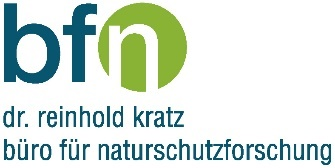 bfn
dr. reinhold kratz
büro für naturschutzforschung